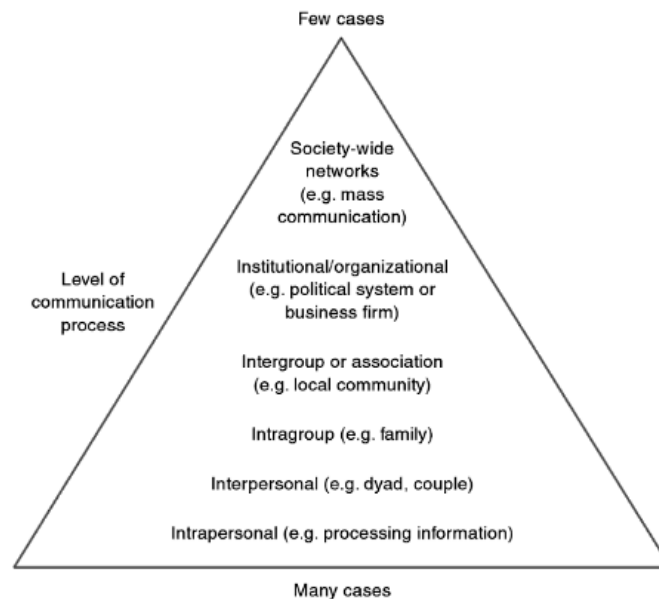 Few cases
Society-wide
networks
(e.g. mass
communication)
Level of
communication
process
Institutional/organizational
(e.g. political system or
business firm)
Intergroup or association
(e.g. local community)
Intragroup (e.g. family)
Interpersonal (e.g. dyad, couple)
Intrapersonal (e.g. processing information)
Many cases